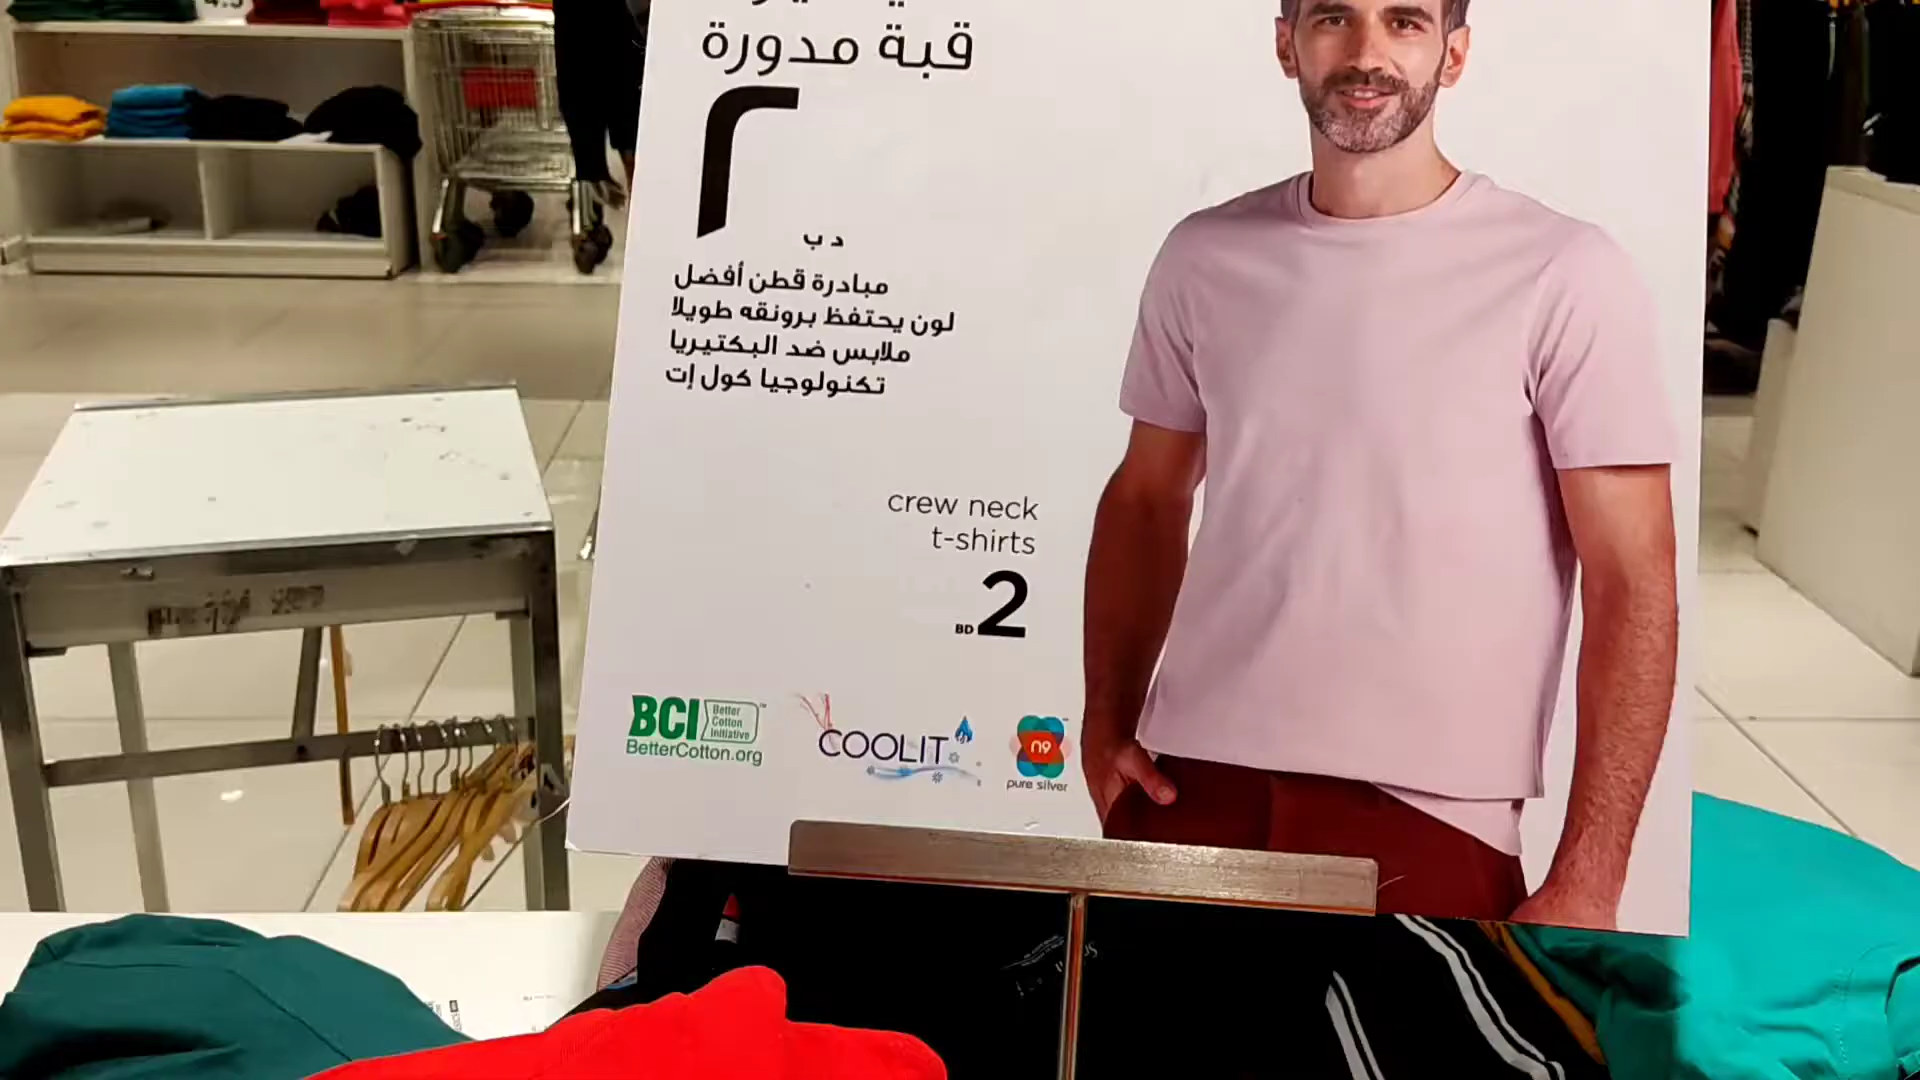 قبة مدورة
٢
د ب
مبادرة قطن أفضل
لون يحتفظ برونقه طويلا
ملابس ضد البكتيريا
تكنولوجيا كول إت
crew neck
t-shirts
BD 2
BCI Better Cotton Initiative™
BetterCotton.org
COOLIT
n9
pure silver